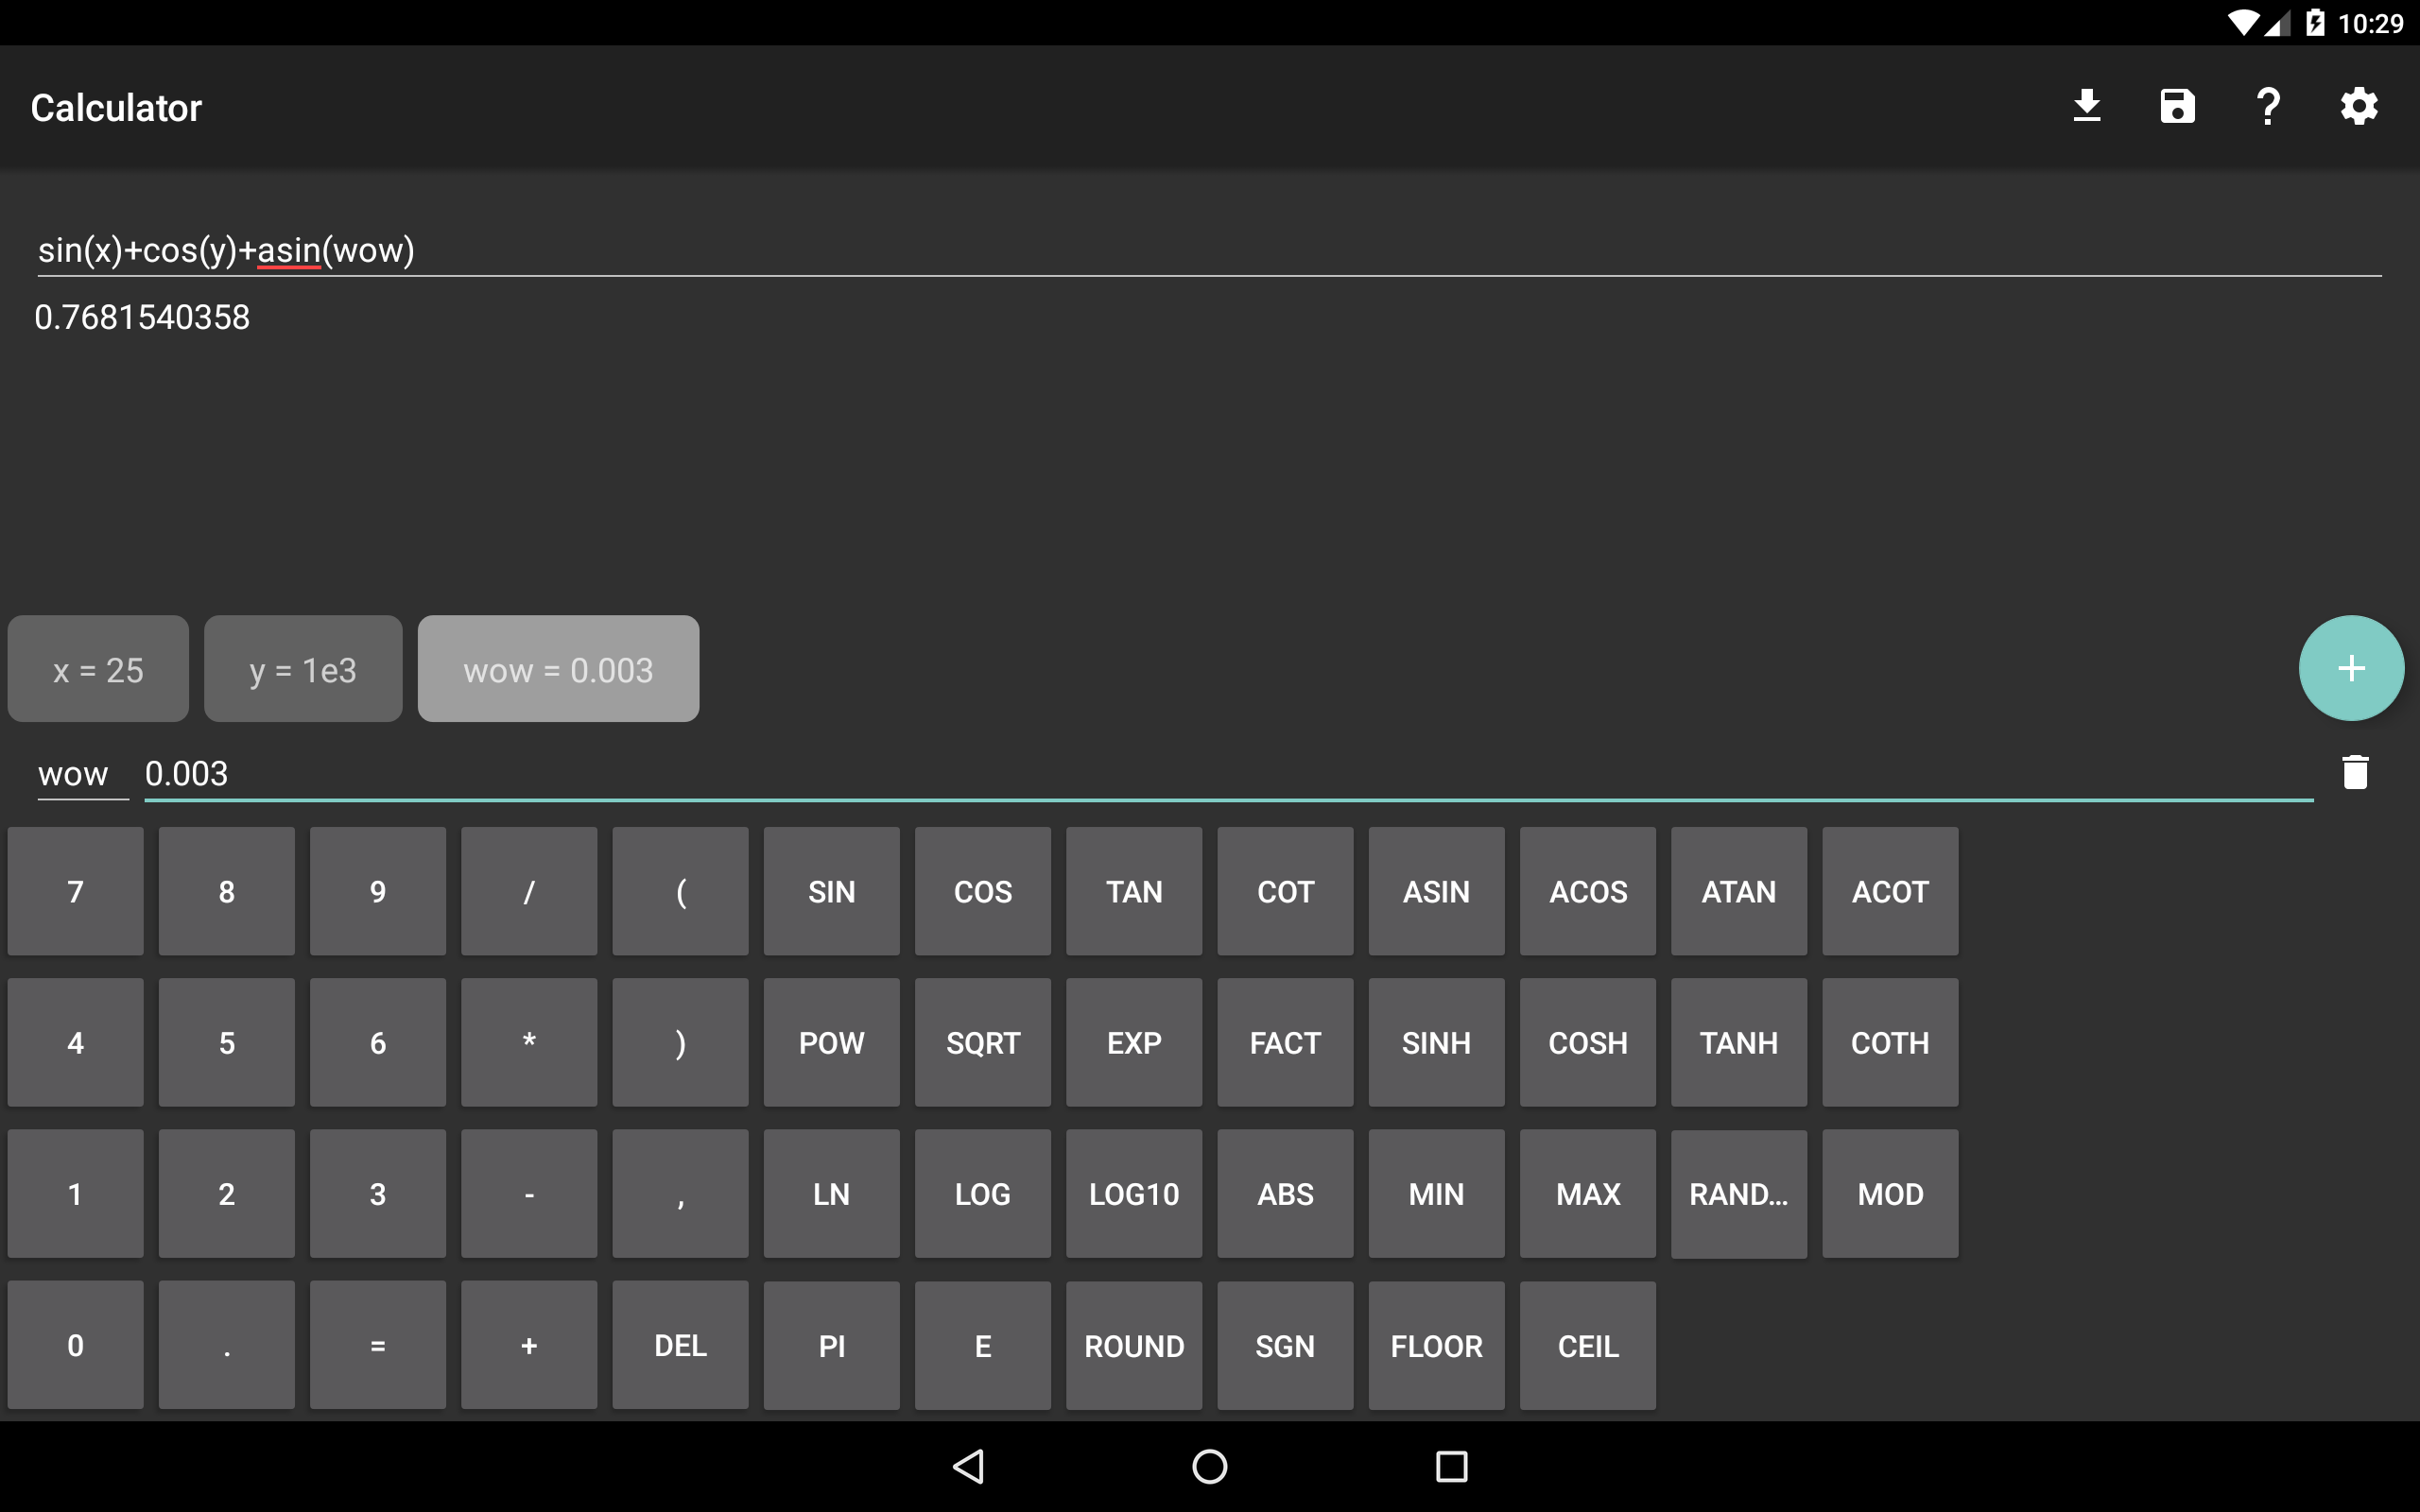 10:29
Calculator
sin(x)+cos(y)+asin(wow)
0.7681540358
x = 25 y = 1e3 wow = 0.003
wow 0.003
7 8 9 / ( SIN COS TAN COT ASIN ACOS ATAN ACOT
4 5 6 * ) POW SQRT EXP FACT SINH COSH TANH COTH
1 2 3 - , LN LOG LOG10 ABS MIN MAX RAND... MOD
0 . = + DEL PI E ROUND SGN FLOOR CEIL